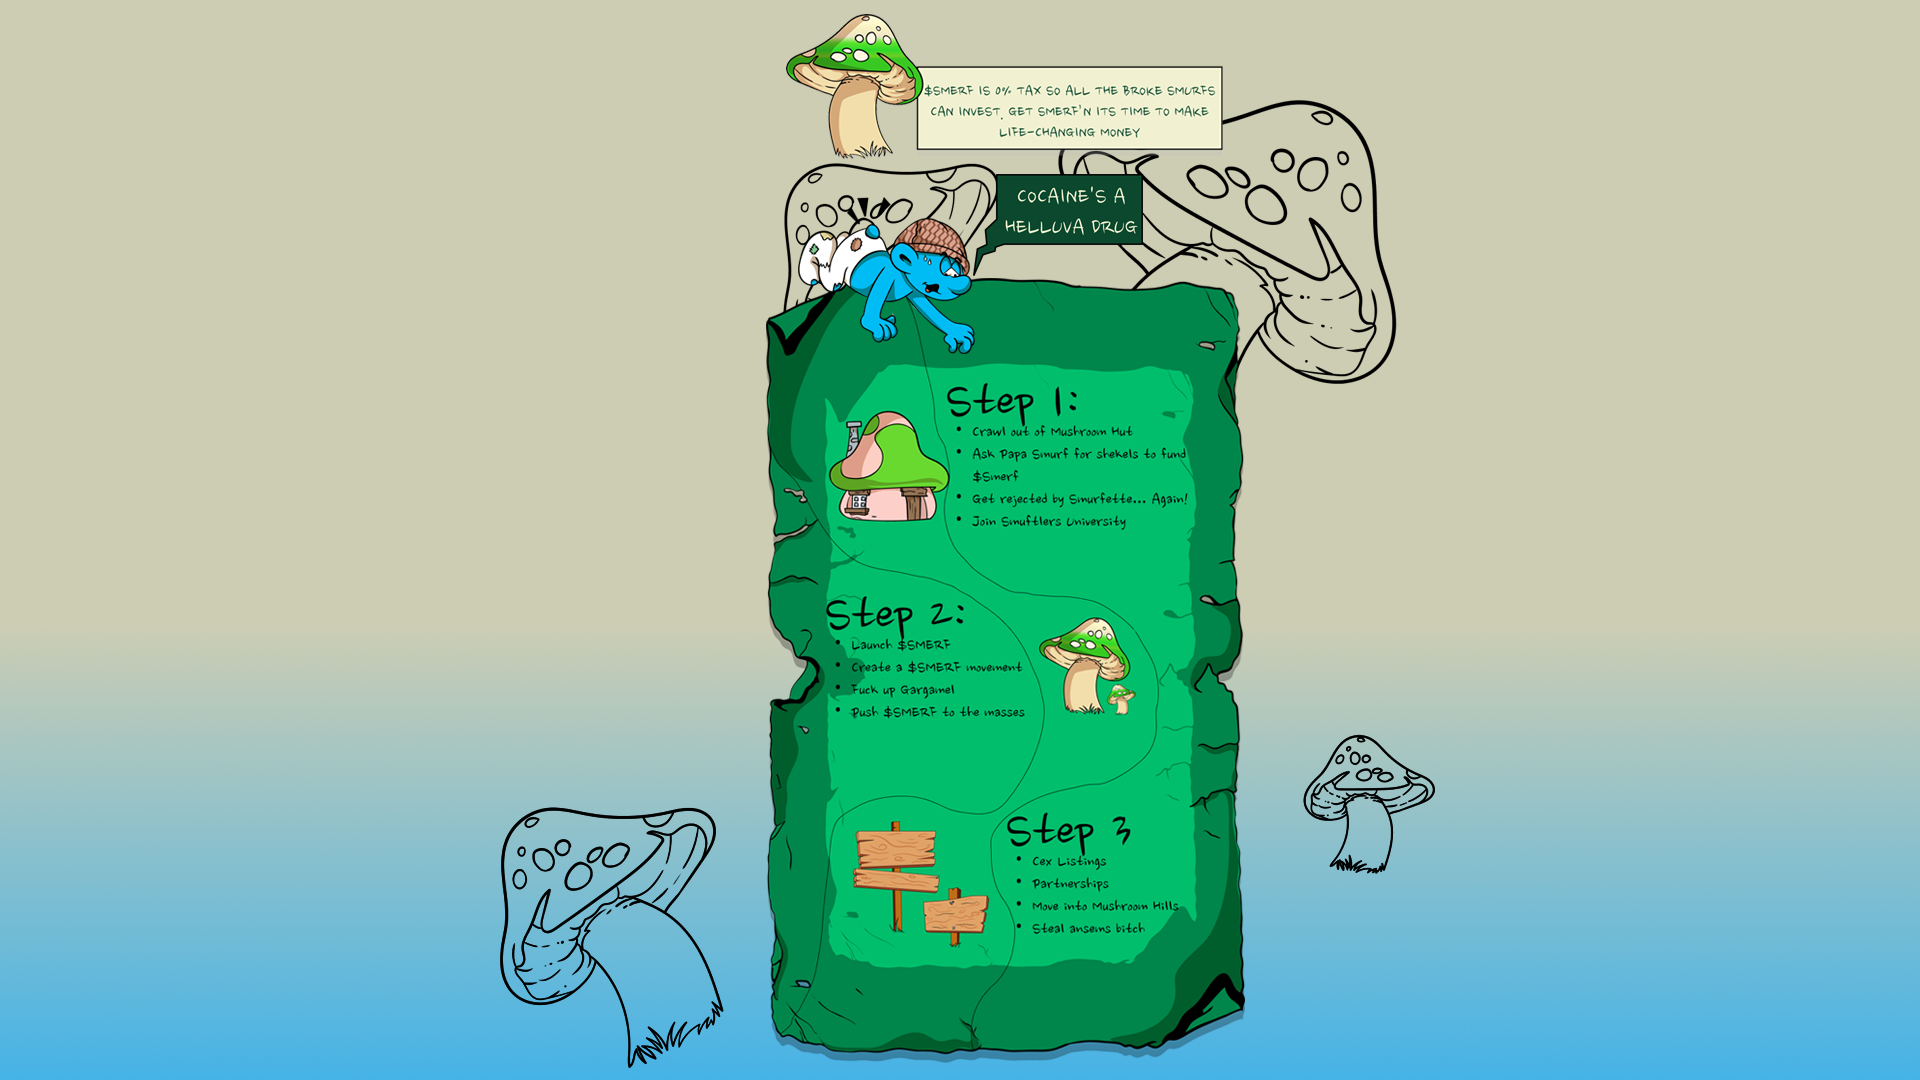 $SMERF IS 0% TAX SO ALL THE BROKE SMURFS
CAN INVEST. GET SMERF'N ITS TIME TO MAKE
LIFE-CHANGING MONEY
COCAINE'S A
HELLUVA DRUG
Step 1:
• Crawl out of Mushroom Hut
• Ask Papa Smurf for shekels to fund
$Smerf
• Get rejected by Smurfette... Again!
• Join Smuftlers University
Step 2:
• Launch $SMERF
• Create a $SMERF movement
• Fuck up Gargamel
• Push $SMERF to the masses
Step 3
• Cex Listings
• Partnerships
• Move into Mushroom Hills
• Steal ansems bitch